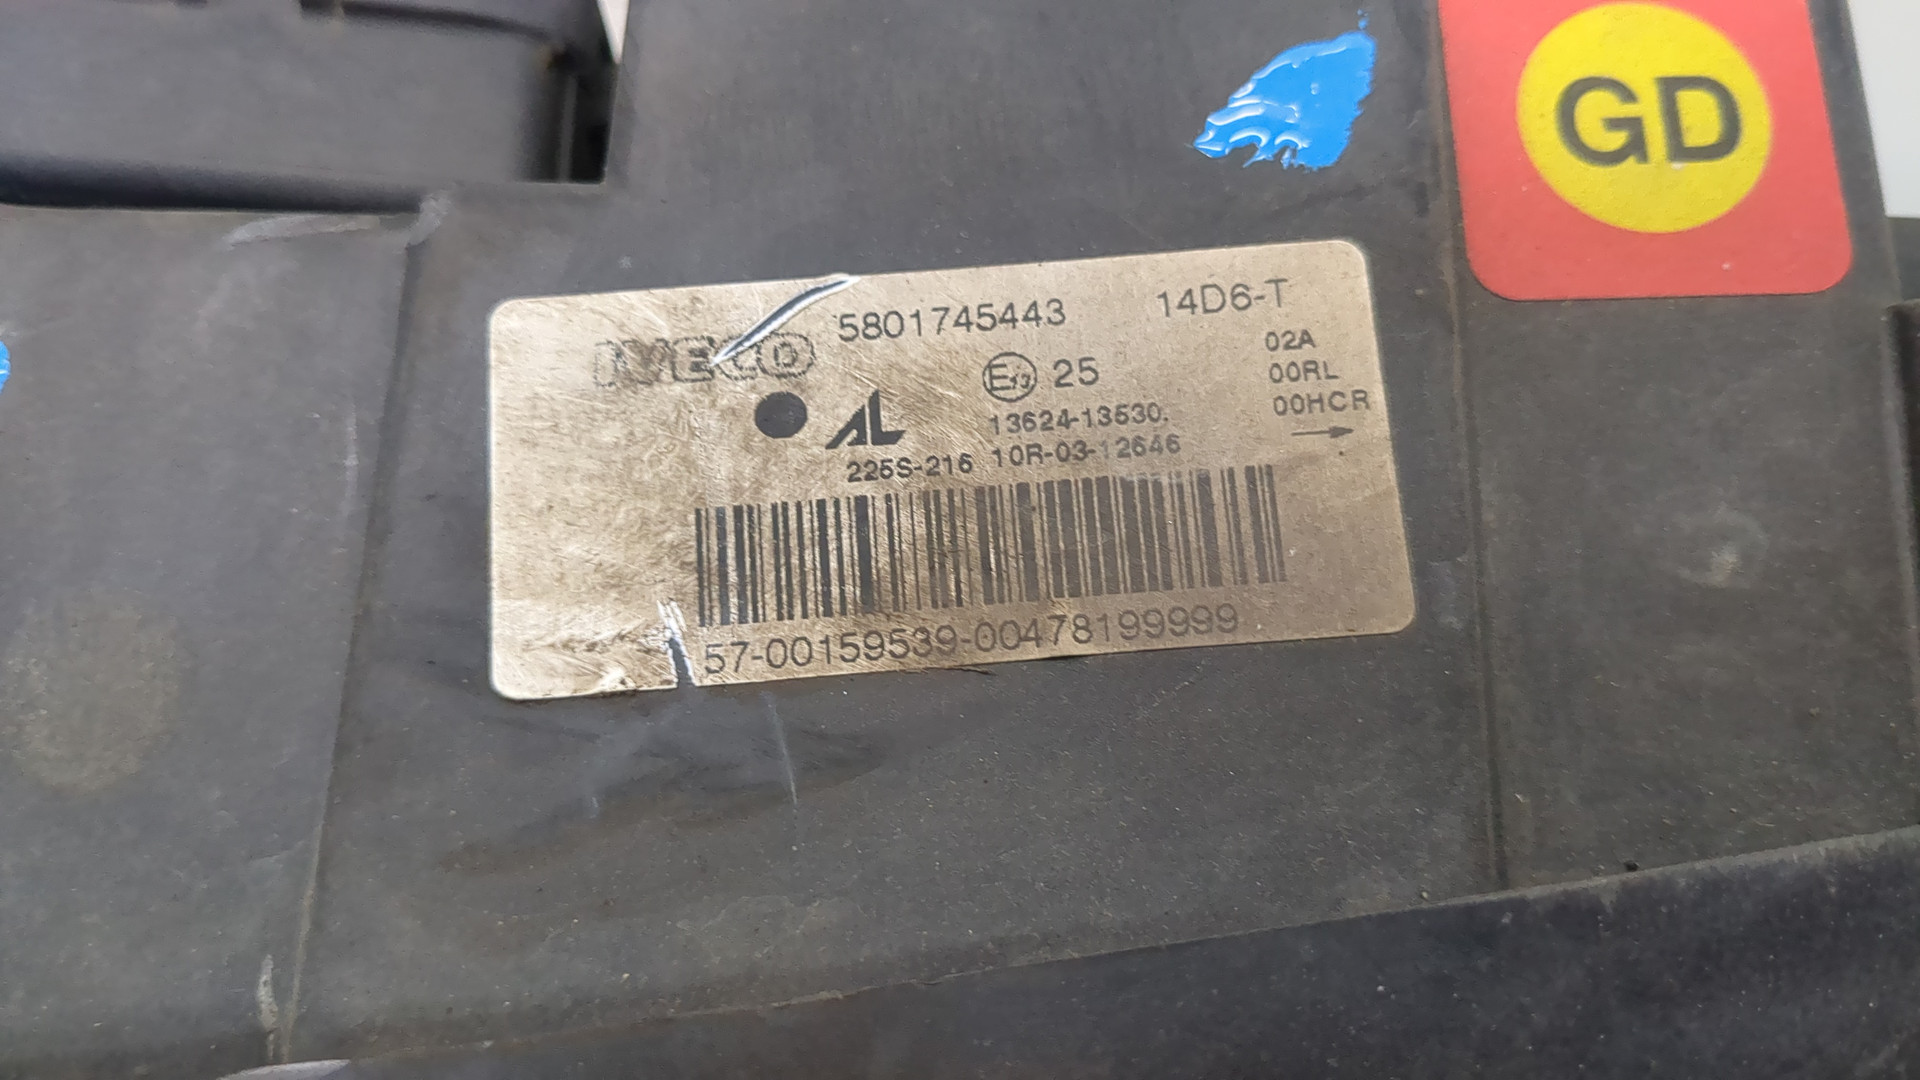 GD
IVECO 5801745443 14D6-T
E13 25
02A
00RL
00HCR
AL
13624-13530.
225S-216 10R-03-12646
57-00159539-00478199999